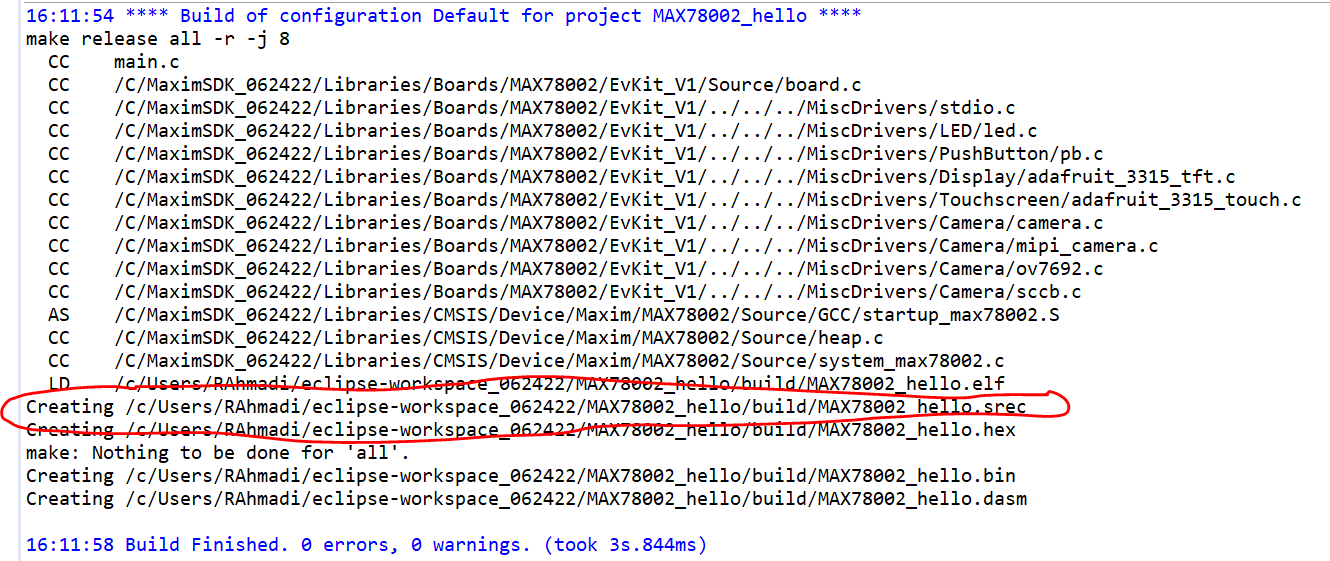 16:11:54 **** Build of configuration Default for project MAX78002_hello ****
make release all -r -j 8
CC main.c
CC /C/MaximSDK_062422/Libraries/Boards/MAX78002/EvKit_V1/Source/board.c
CC /C/MaximSDK_062422/Libraries/Boards/MAX78002/EvKit_V1/../../../MiscDrivers/stdio.c
CC /C/MaximSDK_062422/Libraries/Boards/MAX78002/EvKit_V1/../../../MiscDrivers/LED/led.c
CC /C/MaximSDK_062422/Libraries/Boards/MAX78002/EvKit_V1/../../../MiscDrivers/PushButton/pb.c
CC /C/MaximSDK_062422/Libraries/Boards/MAX78002/EvKit_V1/../../../MiscDrivers/Display/adafruit_3315_tft.c
CC /C/MaximSDK_062422/Libraries/Boards/MAX78002/EvKit_V1/../../../MiscDrivers/Touchscreen/adafruit_3315_touch.c
CC /C/MaximSDK_062422/Libraries/Boards/MAX78002/EvKit_V1/../../../MiscDrivers/Camera/camera.c
CC /C/MaximSDK_062422/Libraries/Boards/MAX78002/EvKit_V1/../../../MiscDrivers/Camera/mipi_camera.c
CC /C/MaximSDK_062422/Libraries/Boards/MAX78002/EvKit_V1/../../../MiscDrivers/Camera/ov7692.c
CC /C/MaximSDK_062422/Libraries/Boards/MAX78002/EvKit_V1/../../../MiscDrivers/Camera/sccb.c
AS /C/MaximSDK_062422/Libraries/CMSIS/Device/Maxim/MAX78002/Source/GCC/startup_max78002.S
CC /C/MaximSDK_062422/Libraries/CMSIS/Device/Maxim/MAX78002/Source/heap.c
CC /C/MaximSDK_062422/Libraries/CMSIS/Device/Maxim/MAX78002/Source/system_max78002.c
LD /c/Users/RAhmadi/eclipse-workspace_062422/MAX78002_hello/build/MAX78002_hello.elf
Creating /c/Users/RAhmadi/eclipse-workspace_062422/MAX78002_hello/build/MAX78002_hello.srec
Creating /c/Users/RAhmadi/eclipse-workspace_062422/MAX78002_hello/build/MAX78002_hello.hex
make: Nothing to be done for 'all'.
Creating /c/Users/RAhmadi/eclipse-workspace_062422/MAX78002_hello/build/MAX78002_hello.bin
Creating /c/Users/RAhmadi/eclipse-workspace_062422/MAX78002_hello/build/MAX78002_hello.dasm
16:11:58 Build Finished. 0 errors, 0 warnings. (took 3s.844ms)